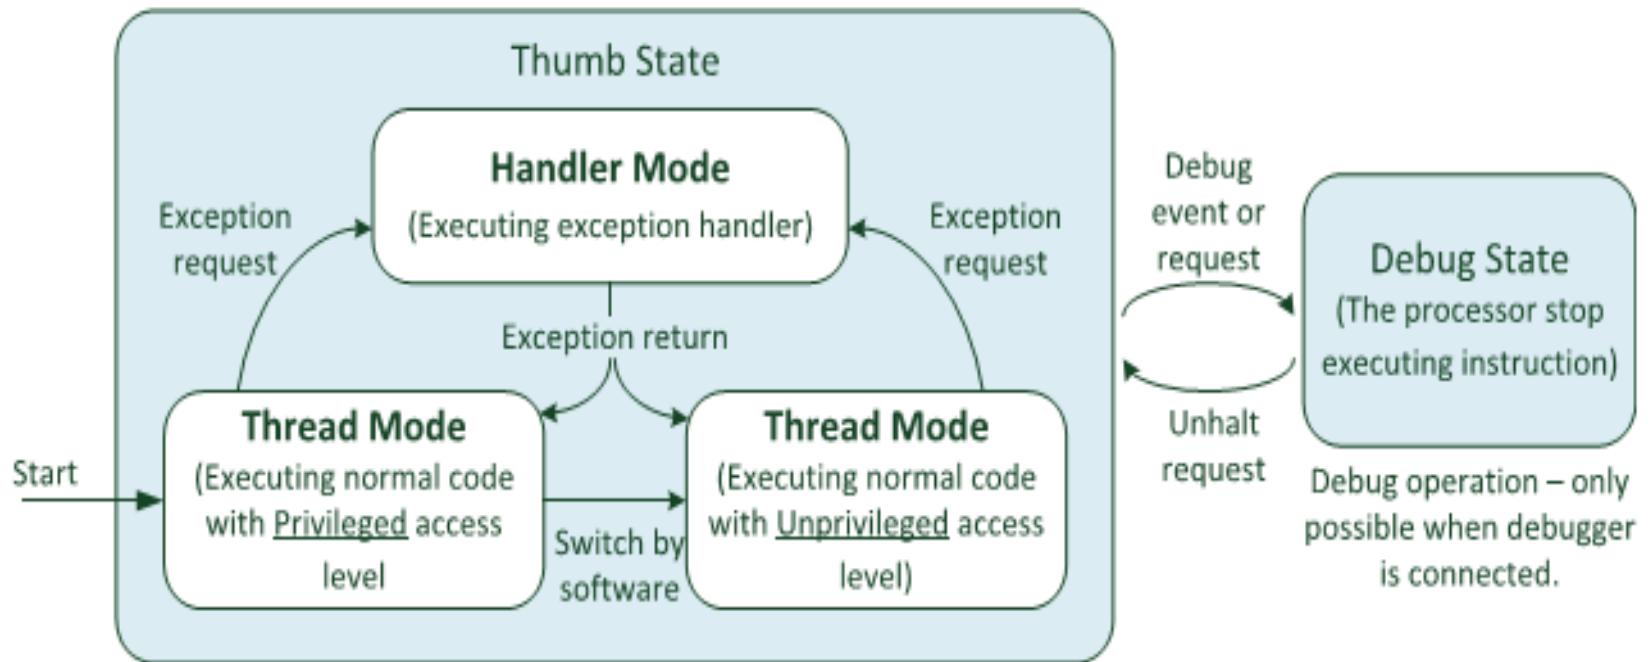 Thumb State
Handler Mode
(Executing exception handler)
Exception
request
Exception
request
Exception return
Start
Thread Mode
(Executing normal code
with Privileged access
level
Switch by
software
Thread Mode
(Executing normal code
with Unprivileged access
level)
Debug
event or
request
Unhalt
request
Debug State
(The processor stop
executing instruction)
Debug operation – only
possible when debugger
is connected.